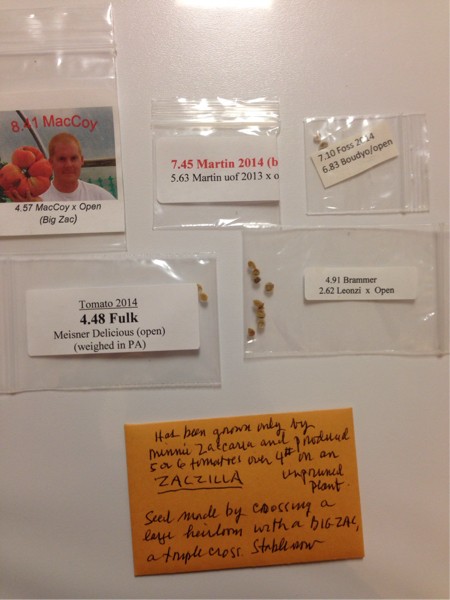 8.41 MacCoy
4.57 MacCoy x Open
(Big Zac)
7.45 Martin 2014 (b
5.63 Martin uof 2013 x o
7.10 Foss 2014
6.83 Boudyo/open
Tomato 2014
4.48 Fulk
Meisner Delicious (open)
(weighed in PA)
4.91 Brammer
2.62 Leonzi x Open
Has been grown only by
Minnie Zaccaria and produced
5 or 6 tomatoes over 4# on an
ZACZILLA unpruned
plant.
Seed made by crossing a
large heirloom with a BIG ZAC,
a triple cross. Stable now